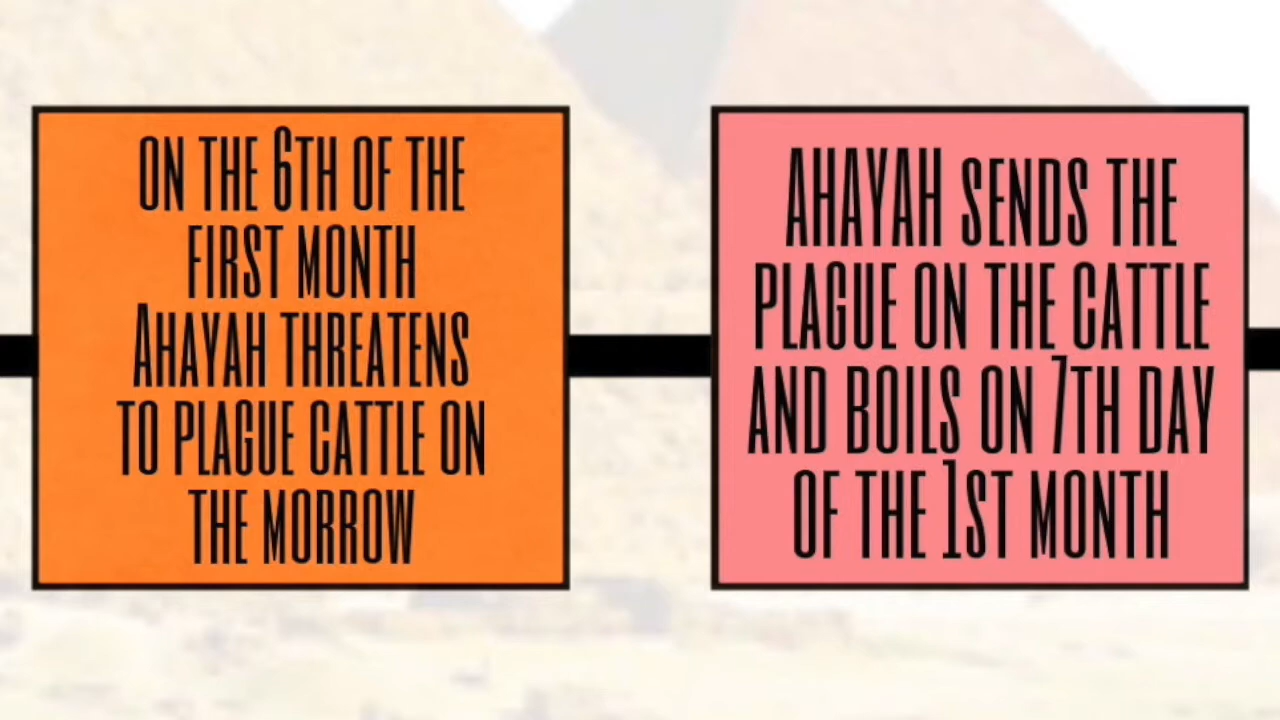 ON THE 6TH OF THE
FIRST MONTH
AHAYAH THREATENS
TO PLAGUE CATTLE ON
THE MORROW
AHAYAH SENDS THE
PLAGUE ON THE CATTLE
AND BOILS ON 7TH DAY
OF THE 1ST MONTH